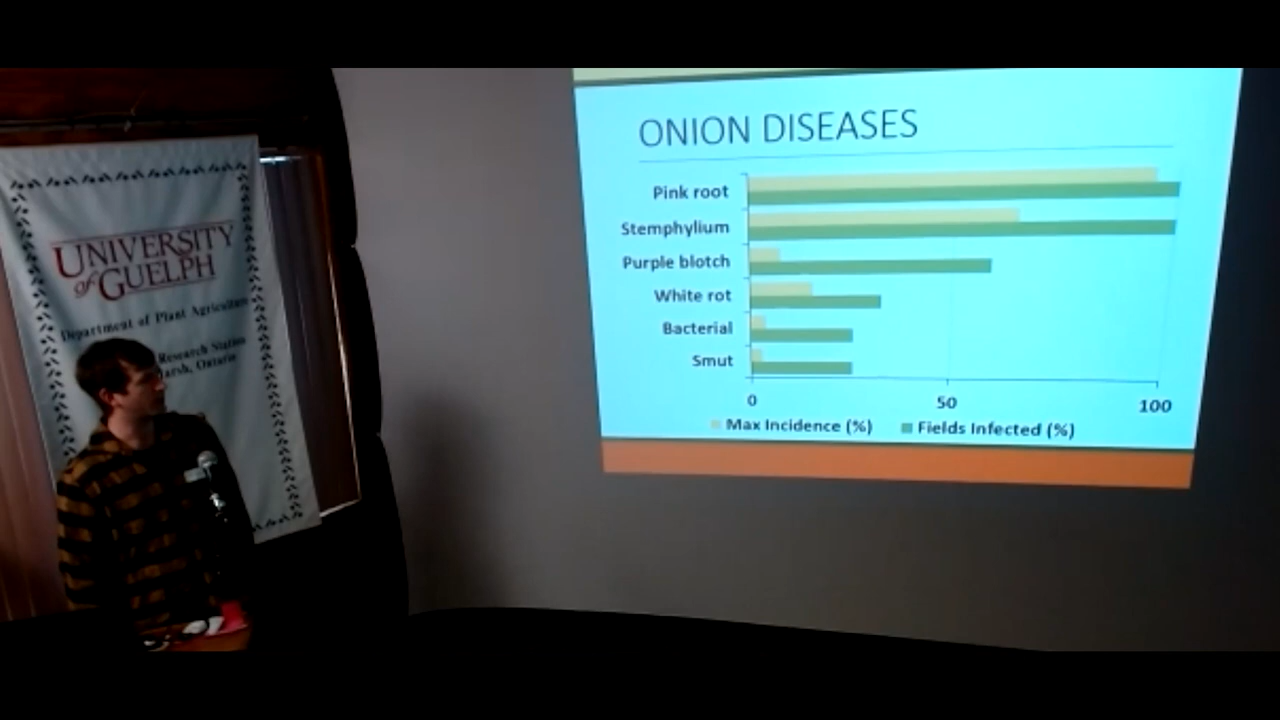 UNIVERSITY
of GUELPH
Department of Plant Agriculture
Research Station
Ontario
ONION DISEASES
Pink root
Stemphylium
Purple blotch
White rot
Bacterial
Smut
0 50 100
Max Incidence (%) Fields Infected (%)